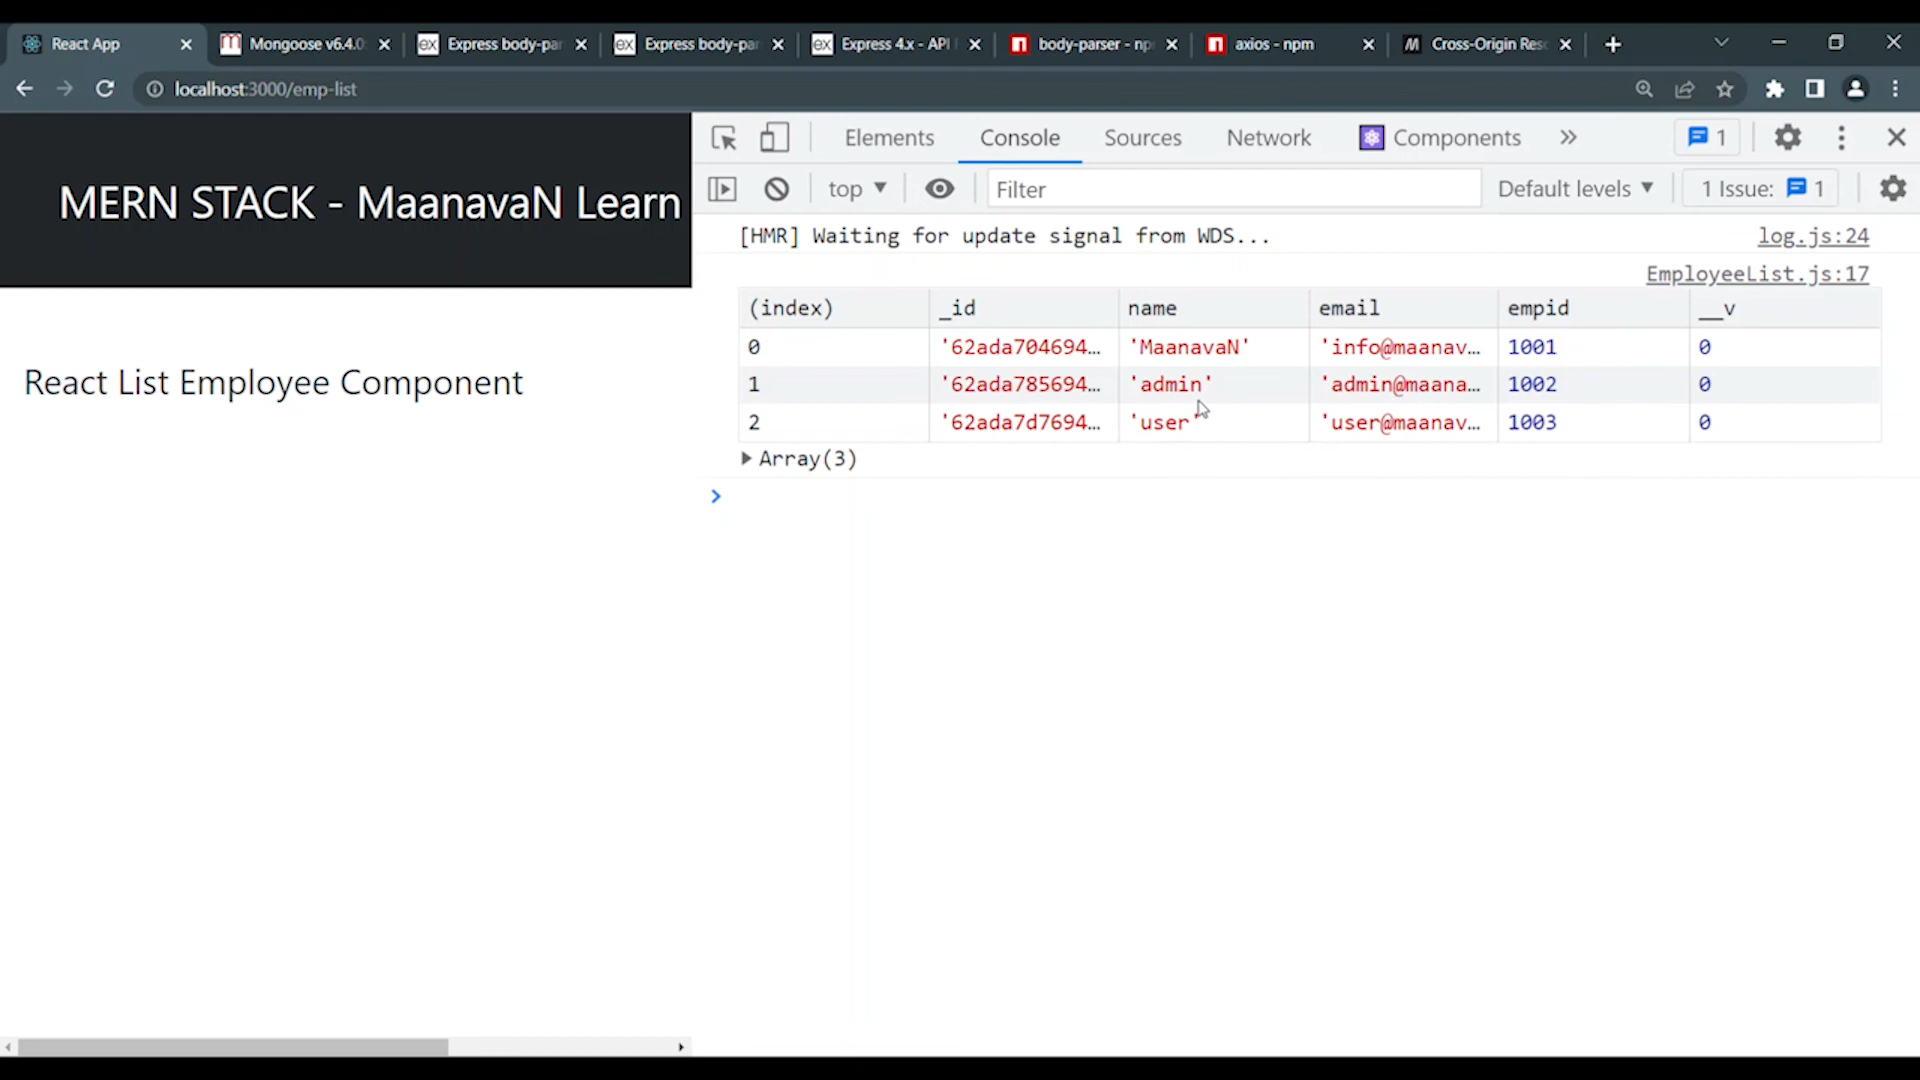 React App
Mongoose v6.4.0:
Express body-par
Express body-par
Express 4.x - API
body-parser - np
axios - npm
Cross-Origin Reso
localhost:3000/emp-list
MERN STACK - MaanavaN Learn
React List Employee Component
Elements Console Sources Network Components 1
top Filter Default levels 1 Issue: 1
[HMR] Waiting for update signal from WDS... log.js:24
EmployeeList.js:17
(index) _id name email empid __v
0 '62ada704694… 'MaanavaN' 'info@maanav… 1001 0
1 '62ada785694… 'admin' 'admin@maana… 1002 0
2 '62ada7d7694… 'user' 'user@maanav… 1003 0
Array(3)